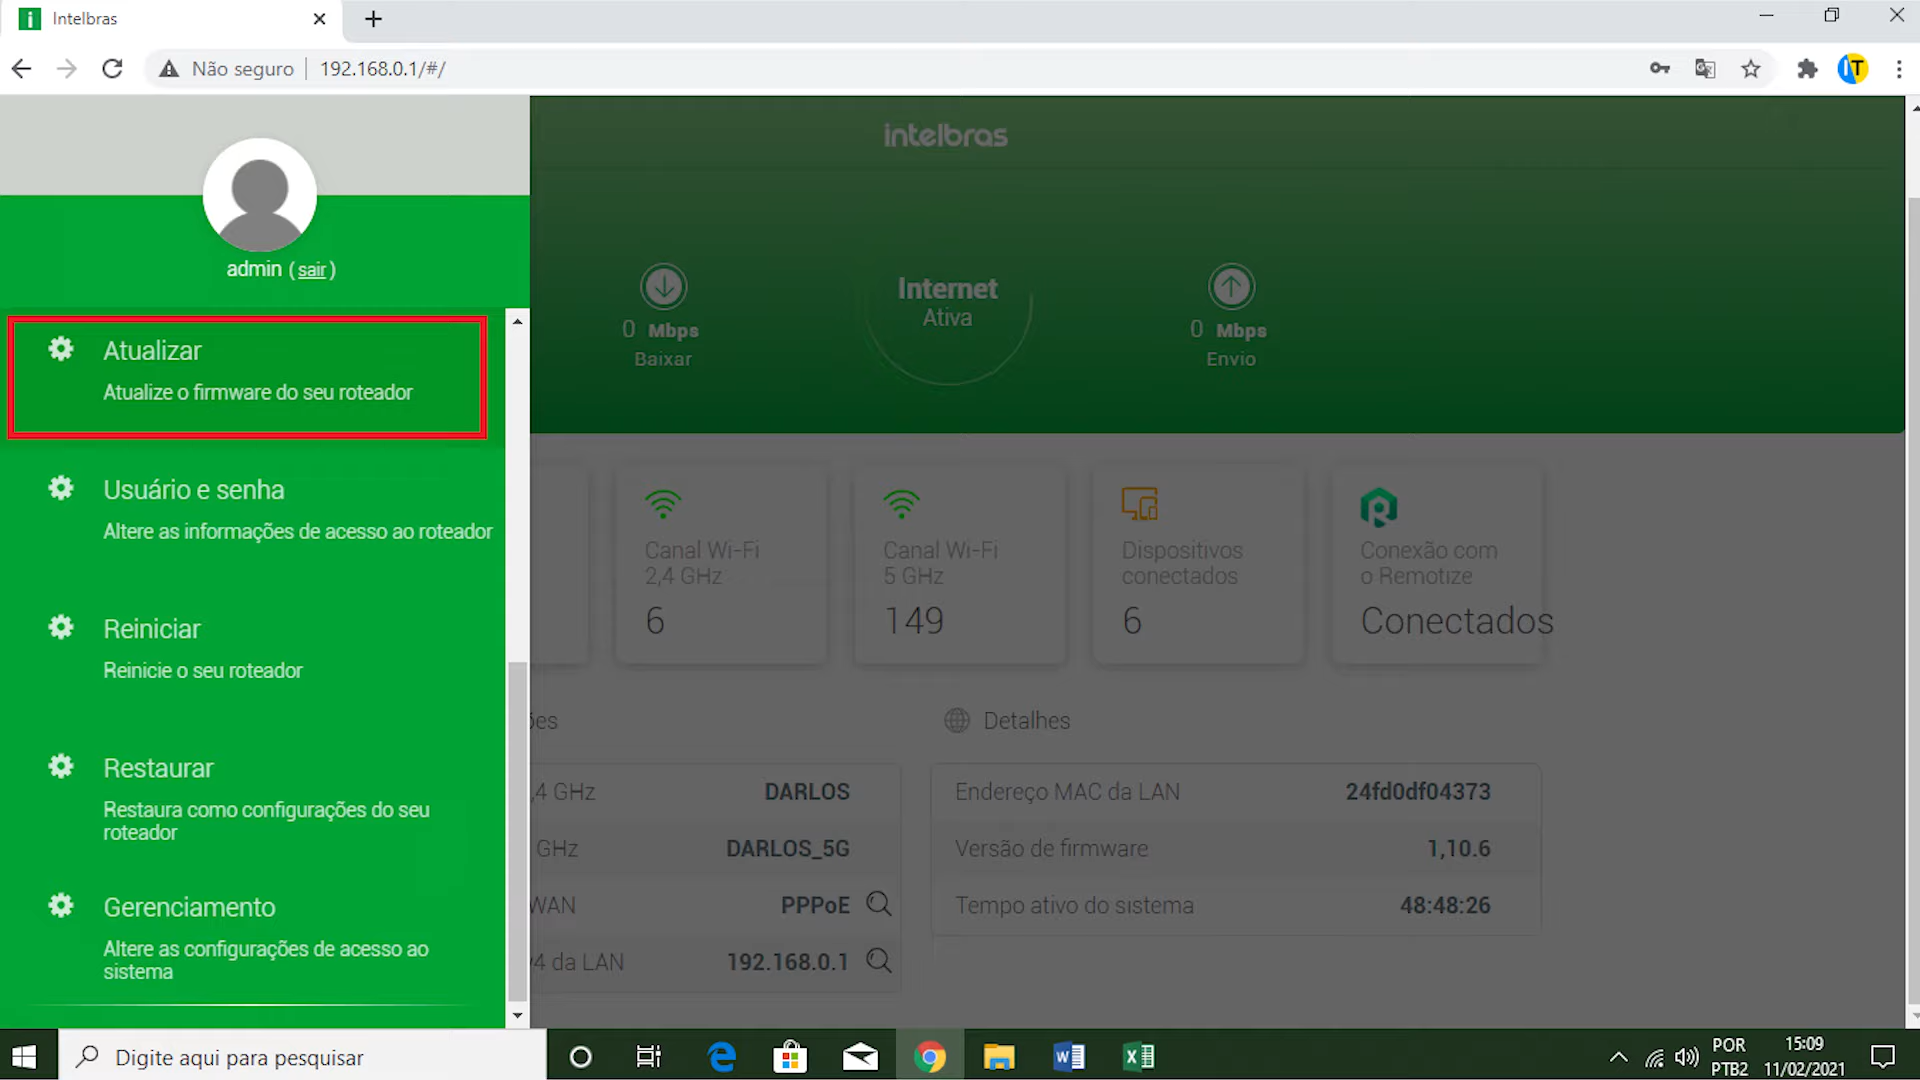 Intelbras
Não seguro
192.168.0.1/#/
admin (sair)
Atualizar
Atualize o firmware do seu roteador
Usuário e senha
Altere as informações de acesso ao roteador
Reiniciar
Reinicie o seu roteador
Restaurar
Restaura como configurações do seu
roteador
Gerenciamento
Altere as configurações de acesso ao
sistema
intelbras
0 Mbps
Baixar
Internet
Ativa
0 Mbps
Envio
Canal Wi-Fi
2,4 GHz
6
Canal Wi-Fi
5 GHz
149
Dispositivos
conectados
6
Conexão com
o Remotize
Conectados
ões
,4 GHz DARLOS
GHz DARLOS_5G
WAN PPPoE
v4 da LAN 192.168.0.1
Detalhes
Endereço MAC da LAN 24fd0df04373
Versão de firmware 1,10.6
Tempo ativo do sistema 48:48:26
Digite aqui para pesquisar
POR
PTB2
15:09
11/02/2021